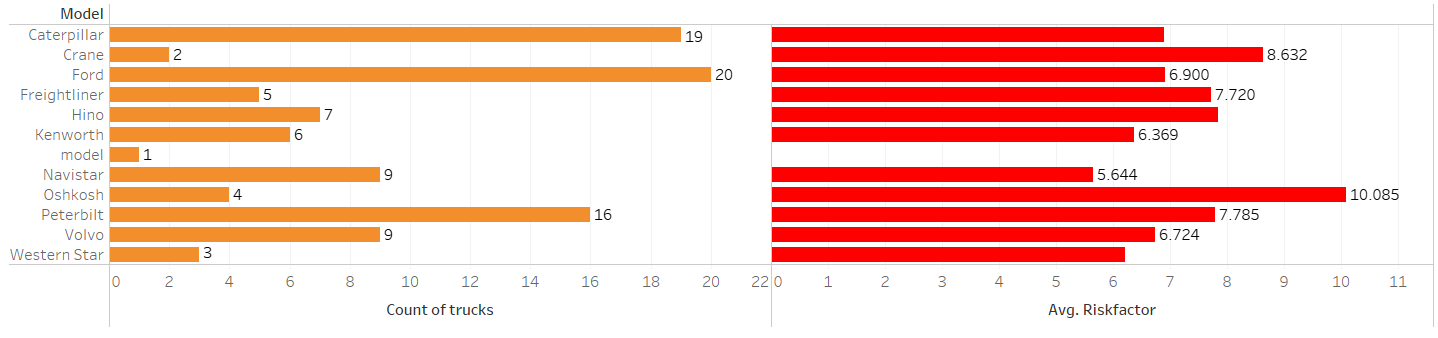 Model
Caterpillar 19
Crane 2 8.632
Ford 20 6.900
Freightliner 5 7.720
Hino 7
Kenworth 6 6.369
model 1
Navistar 9 5.644
Oshkosh 4 10.085
Peterbilt 16 7.785
Volvo 9 6.724
Western Star 3
0 2 4 6 8 10 12 14 16 18 20 22 0 1 2 3 4 5 6 7 8 9 10 11
Count of trucks Avg. Riskfactor